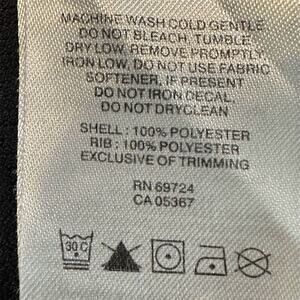 MACHINE WASH COLD GENTLE
DO NOT BLEACH, TUMBLE
DRY LOW, REMOVE PROMPTLY,
IRON LOW, DO NOT USE FABRIC
SOFTENER, IF PRESENT
DO NOT IRON DECAL,
DO NOT DRYCLEAN
SHELL : 100% POLYESTER
RIB : 100% POLYESTER
EXCLUSIVE OF TRIMMING
RN 69724
CA 05367
30 C